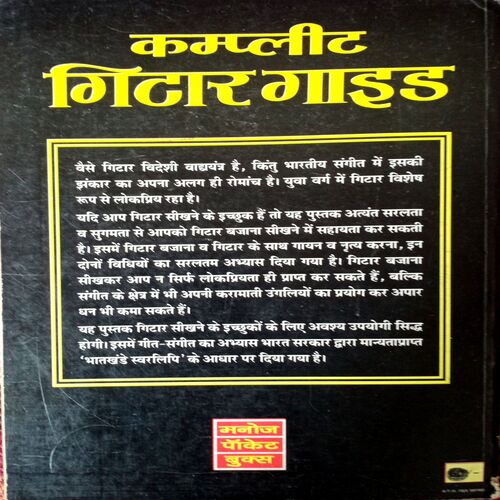 कम्प्लीट
गिटार गाइड
वैसे गिटार विदेशी वाद्ययंत्र है, किंतु भारतीय संगीत में इसकी
झंकार का अपना अलग ही रोमांच है। युवा वर्ग में गिटार विशेष
रूप से लोकप्रिय रहा है।
यदि आप गिटार सीखने के इच्छुक हैं तो यह पुस्तक अत्यंत सरलता
व सुगमता से आपको गिटार बजाना सीखने में सहायता कर सकती
है। इसमें गिटार बजाना व गिटार के साथ गायन व नृत्य करना, इन
दोनों विधियों का सरलतम अभ्यास दिया गया है। गिटार बजाना
सीखकर आप न सिर्फ लोकप्रियता ही प्राप्त कर सकते हैं, बल्कि
संगीत के क्षेत्र में भी अपनी करामाती उंगलियों का प्रयोग कर अपार
धन भी कमा सकते हैं।
यह पुस्तक गिटार सीखने के इच्छुकों के लिए अवश्य उपयोगी सिद्ध
होगी। इसमें गीत-संगीत का अभ्यास भारत सरकार द्वारा मान्यताप्राप्त
'भातखंडे स्वरलिपि' के आधार पर दिया गया है।
मनोज
पॉकेट
बुक्स